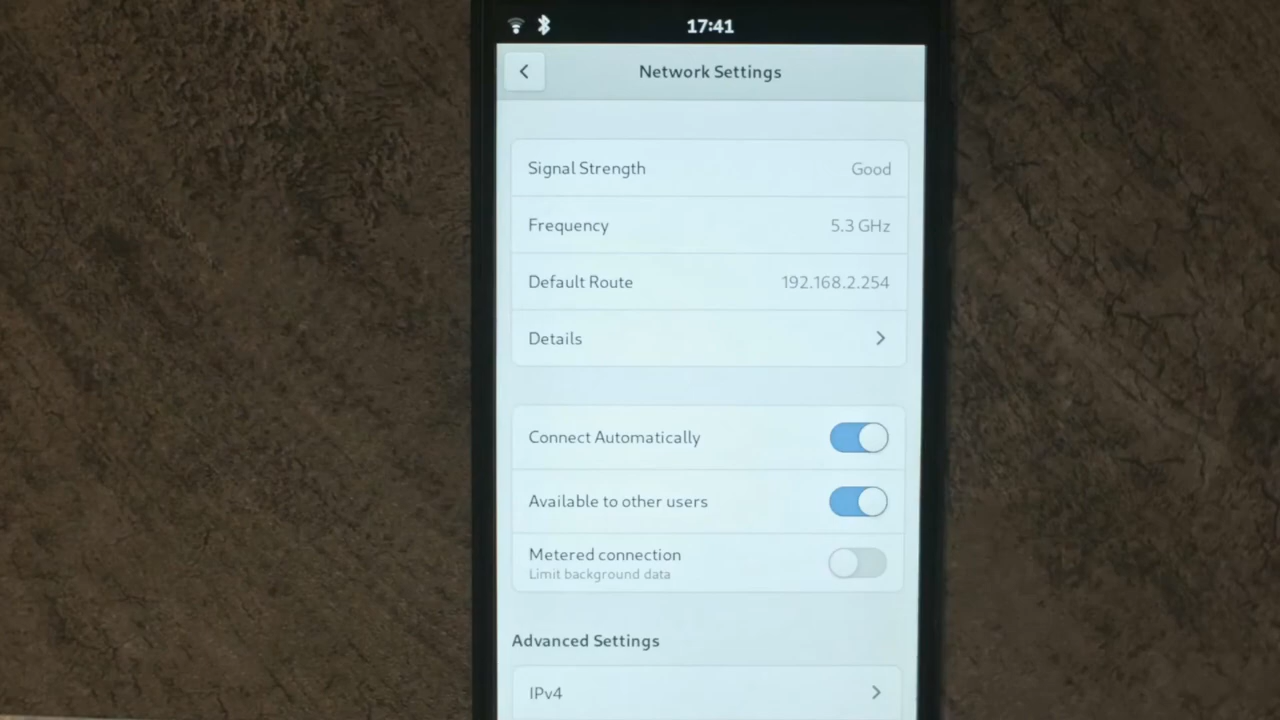 17:41
Network Settings
Signal Strength Good
Frequency 5.3 GHz
Default Route 192.168.2.254
Details
Connect Automatically
Available to other users
Metered connection
Limit background data
Advanced Settings
IPv4